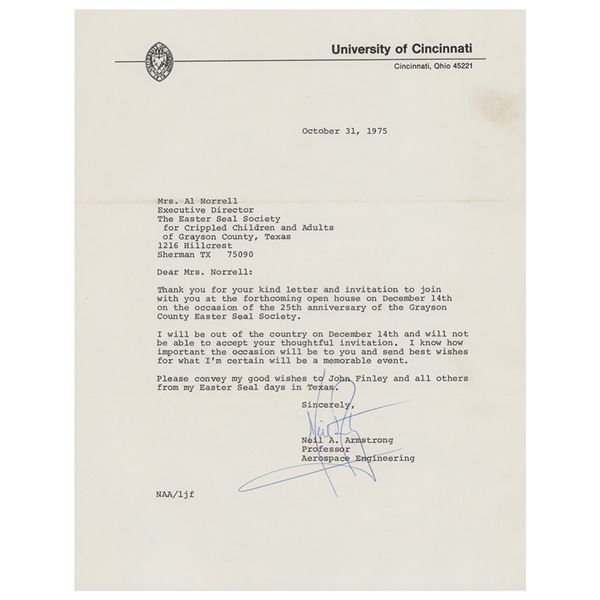 University of Cincinnati
Cincinnati, Ohio 45221
October 31, 1975
Mrs. Al Norrell
Executive Director
The Easter Seal Society
for Crippled Children and Adults
of Grayson County, Texas
1216 Hillcrest
Sherman TX 75090
Dear Mrs. Norrell:
Thank you for your kind letter and invitation to join
with you at the forthcoming open house on December 14th
on the occasion of the 25th anniversary of the Grayson
County Easter Seal Society.
I will be out of the country on December 14th and will not
be able to accept your thoughtful invitation. I know how
important the occasion will be to you and send best wishes
for what I'm certain will be a memorable event.
Please convey my good wishes to John Finley and all others
from my Easter Seal days in Texas.
Sincerely,
Neil A. Armstrong
Professor
Aerospace Engineering
NAA/ljf